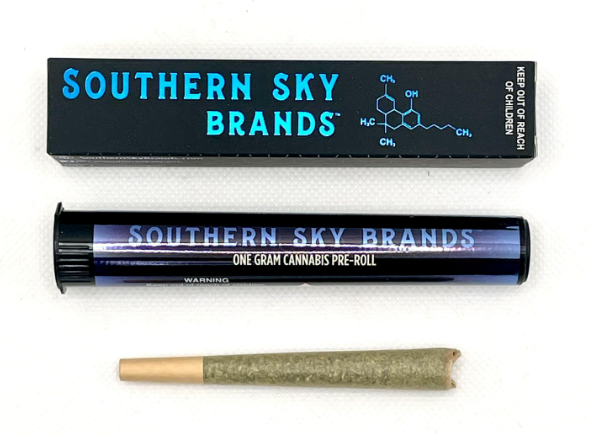 SOUTHERN SKY
BRANDS™
CH₃
OH
H₃C
CH₃
CH₃
KEEP OUT OF REACH
OF CHILDREN
SOUTHERN SKY BRANDS
ONE GRAM CANNABIS PRE-ROLL
WARNING